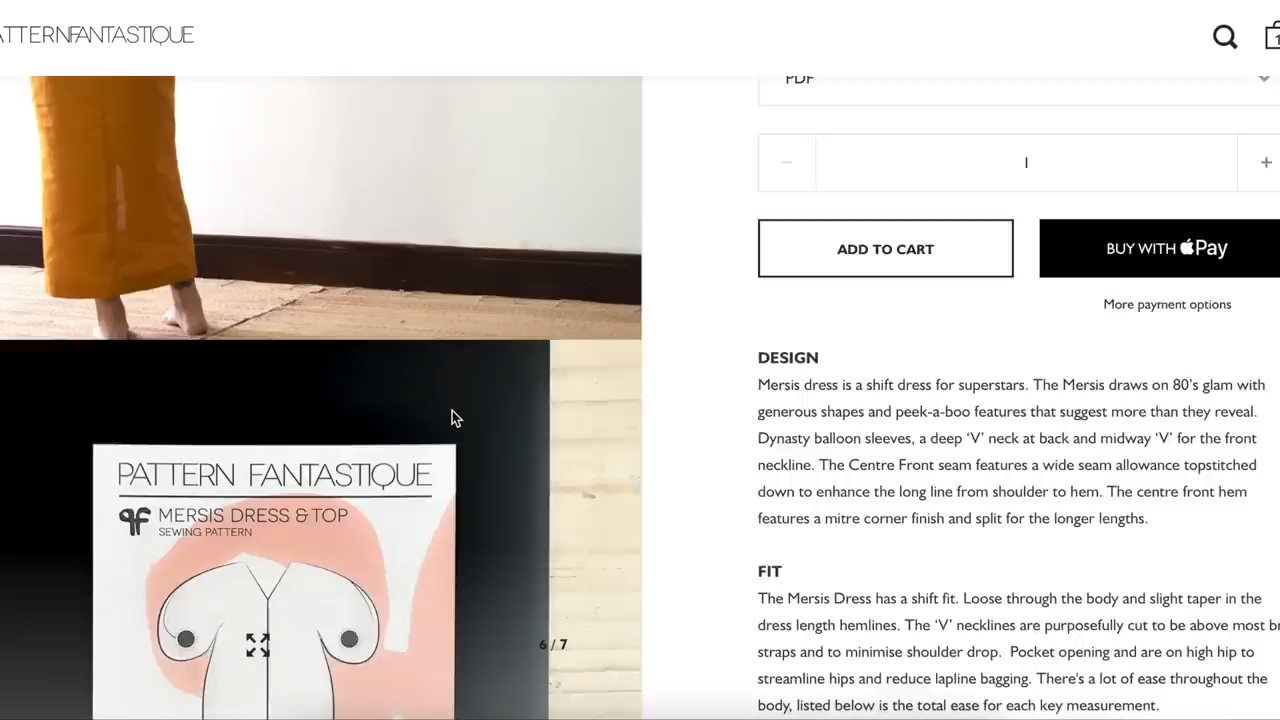 PATTERNFANTASTIQUE
1
PDF
− 1 +
ADD TO CART
BUY WITH Pay
More payment options
DESIGN
Mersis dress is a shift dress for superstars. The Mersis draws on 80's glam with
generous shapes and peek-a-boo features that suggest more than they reveal.
Dynasty balloon sleeves, a deep ‘V’ neck at back and midway ‘V’ for the front
neckline. The Centre Front seam features a wide seam allowance topstitched
down to enhance the long line from shoulder to hem. The centre front hem
features a mitre corner finish and split for the longer lengths.
FIT
The Mersis Dress has a shift fit. Loose through the body and slight taper in the
dress length hemlines. The ‘V’ necklines are purposefully cut to be above most b
straps and to minimise shoulder drop. Pocket opening and are on high hip to
streamline hips and reduce lapline bagging. There's a lot of ease throughout the
body, listed below is the total ease for each key measurement.
PATTERN FANTASTIQUE
pf MERSIS DRESS & TOP
SEWING PATTERN
6 / 7